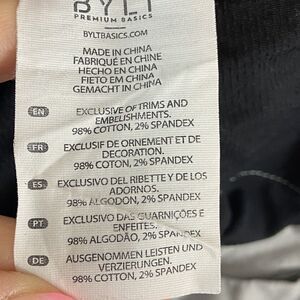 BYLT
PREMIUM BASICS
BYLTBASICS.COM
MADE IN CHINA
FABRIQUÉ EN CHINE
HECHO EN CHINA
FIETO EM CHINA
GEMACHT IN CHINA
EN EXCLUSIVE OF TRIMS AND
EMBELISHMENTS.
98% COTTON, 2% SPANDEX
FR EXCLUSIF DE ORNEMENT ET DE
DECORATION.
98% COTON, 2% SPANDEX
ES EXCLUSIVO DEL RIBETTE Y DE LOS
ADORNOS.
98% ALGODON, 2% SPANDEX
PT EXCLUSIVO DAS GUARNIÇÕES E
ENFEITES.
98% ALGODÃO, 2% SPANDEX
DE AUSGENOMMEN LEISTEN UND
VERZIERUNGEN.
98% COTTON, 2% SPANDEX